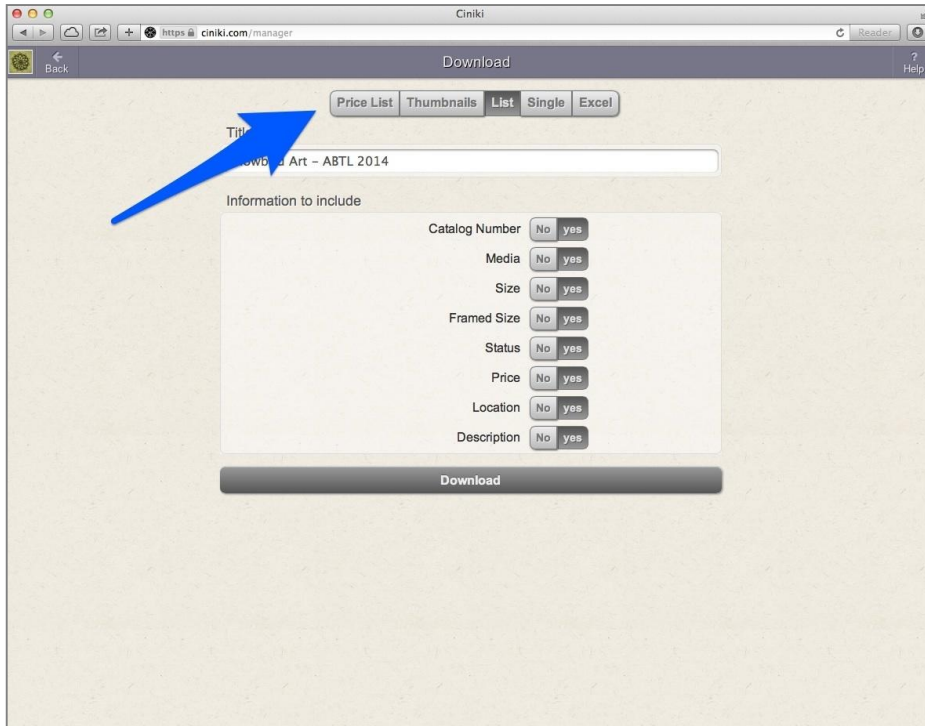 Ciniki
https ciniki.com/manager Reader
Back Download ? Help
Price List Thumbnails List Single Excel
Art - ABTL 2014
Information to include
Catalog Number No yes
Media No yes
Size No yes
Framed Size No yes
Status No yes
Price No yes
Location No yes
Description No yes
Download